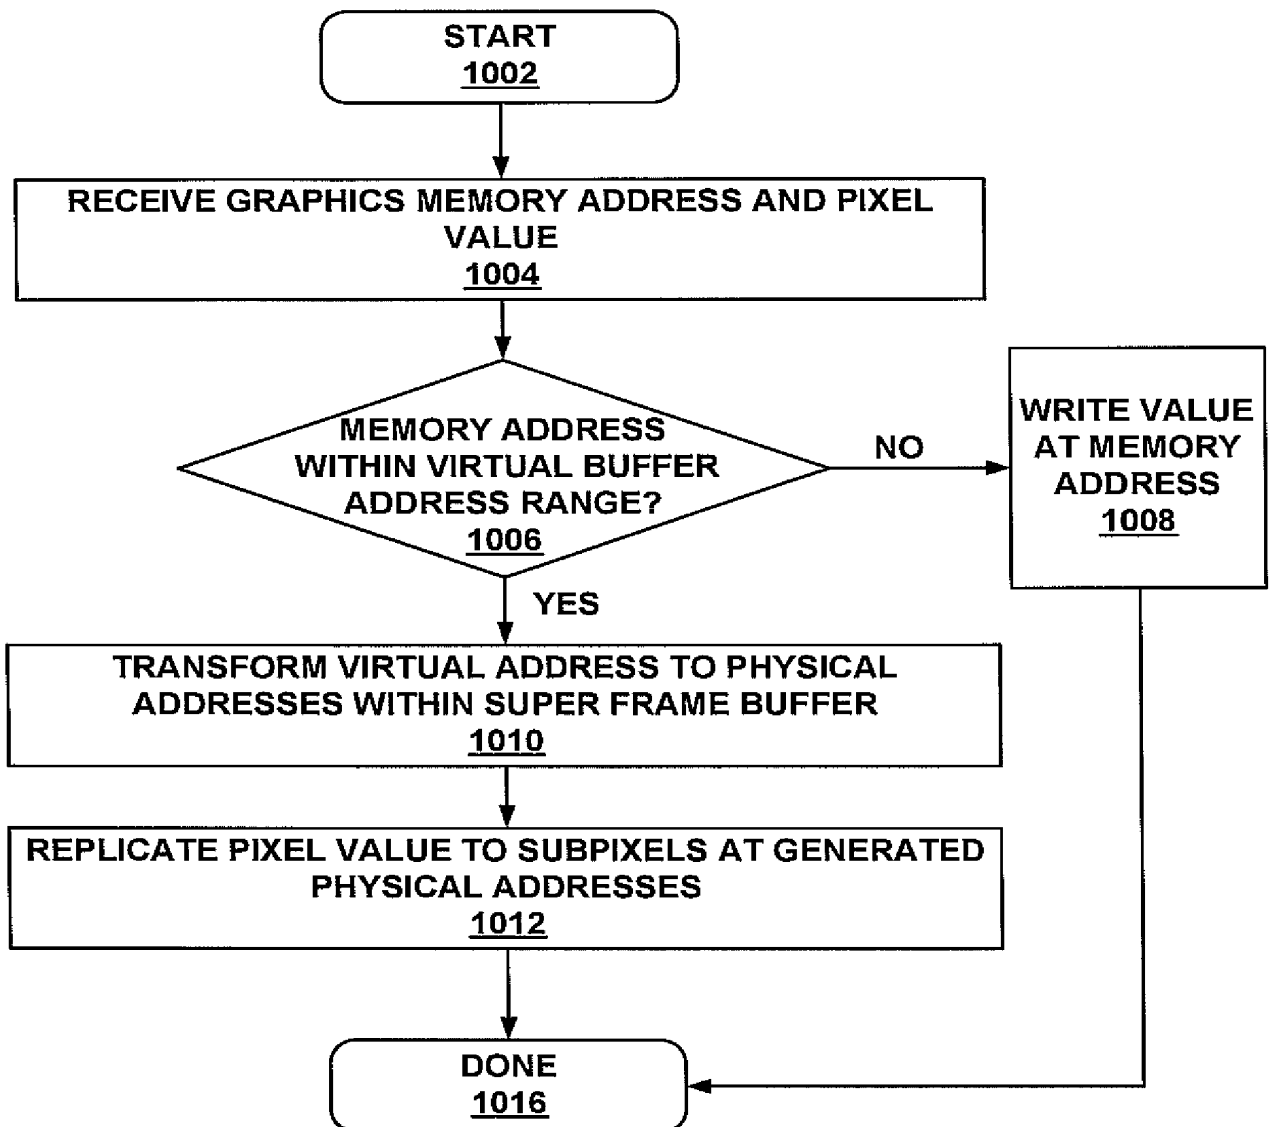 START
1002
RECEIVE GRAPHICS MEMORY ADDRESS AND PIXEL
VALUE
1004
MEMORY ADDRESS
WITHIN VIRTUAL BUFFER
ADDRESS RANGE?
1006
NO
WRITE VALUE
AT MEMORY
ADDRESS
1008
YES
TRANSFORM VIRTUAL ADDRESS TO PHYSICAL
ADDRESSES WITHIN SUPER FRAME BUFFER
1010
REPLICATE PIXEL VALUE TO SUBPIXELS AT GENERATED
PHYSICAL ADDRESSES
1012
DONE
1016